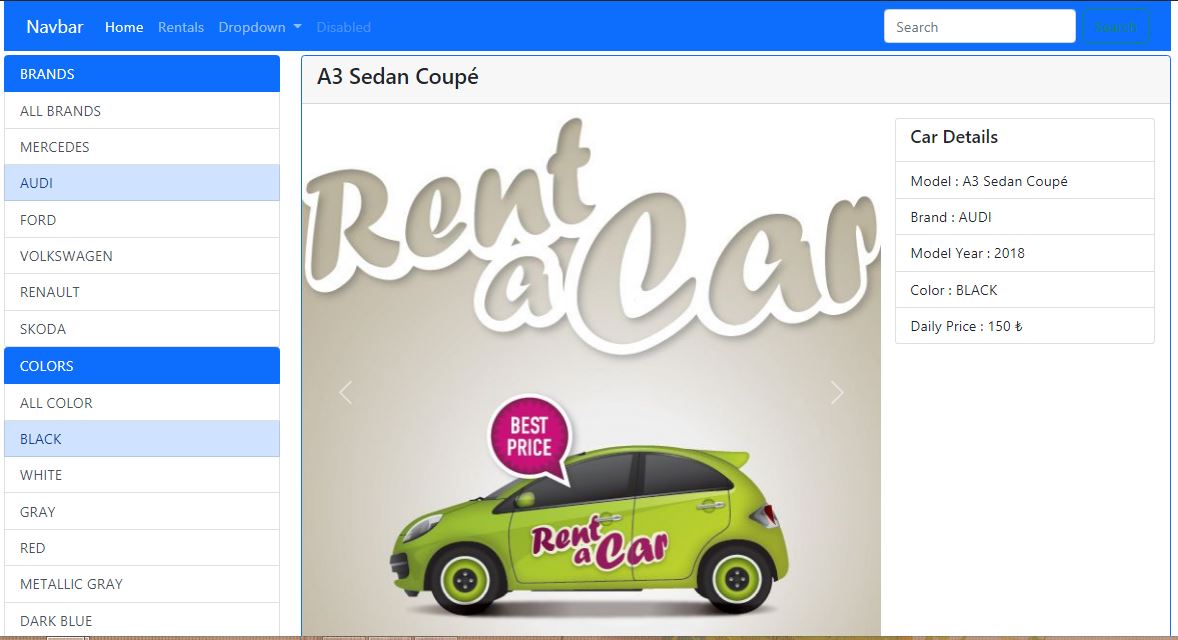 Navbar Home Rentals Dropdown Disabled Search Search
BRANDS
ALL BRANDS
MERCEDES
AUDI
FORD
VOLKSWAGEN
RENAULT
SKODA
COLORS
ALL COLOR
BLACK
WHITE
GRAY
RED
METALLIC GRAY
DARK BLUE
A3 Sedan Coupé
Rent
a Car
BEST
PRICE
Rent
a Car
Car Details
Model : A3 Sedan Coupé
Brand : AUDI
Model Year : 2018
Color : BLACK
Daily Price : 150 ₺